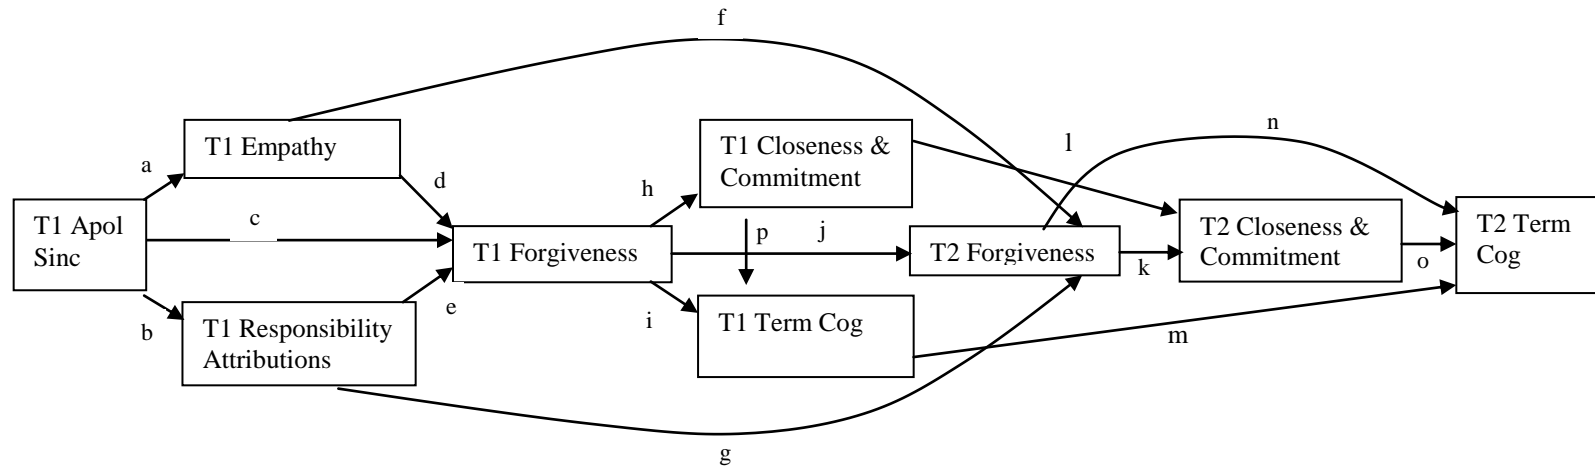 f
n
T1 Empathy
T1 Closeness &
Commitment
l
a
d
h
T1 Apol
Sinc
c
p
j
T1 Forgiveness
T2 Forgiveness
T2 Closeness &
Commitment
T2 Term
Cog
k
o
b
e
i
T1 Responsibility
Attributions
T1 Term Cog
m
g